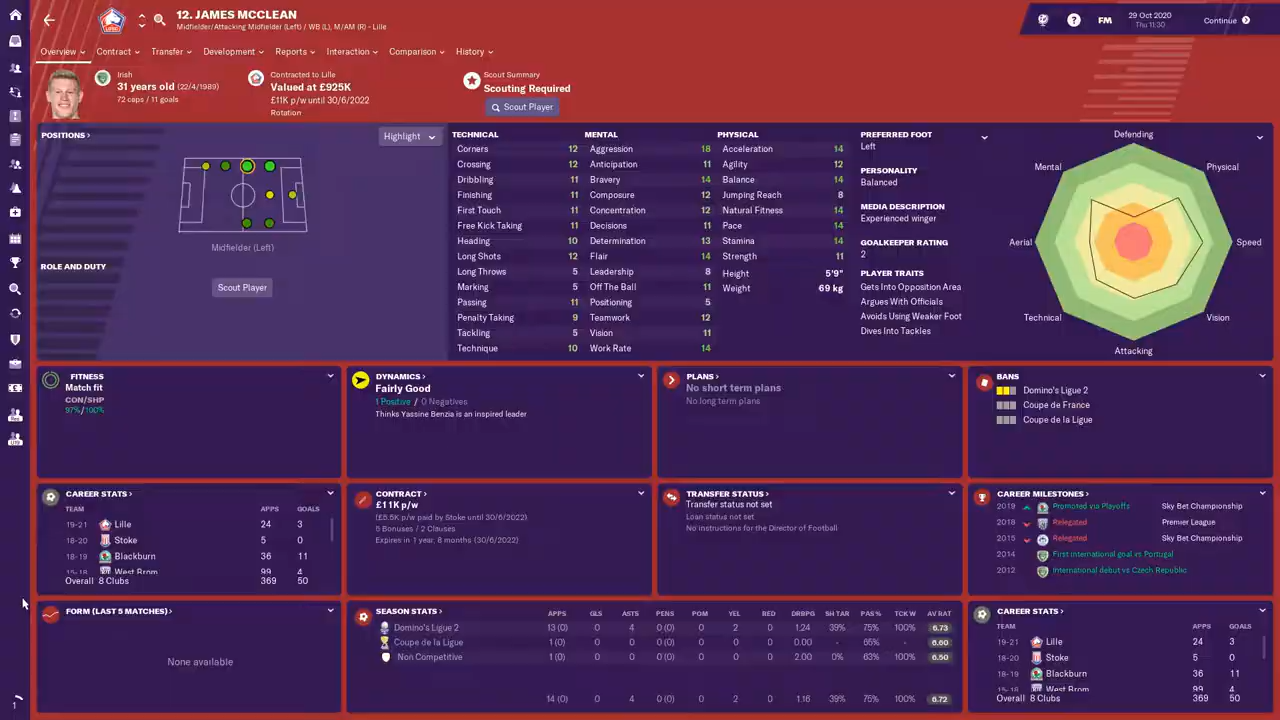 12. JAMES MCCLEAN
Midfielder/Attacking Midfielder (Left) / WB (L), M/AM (R) - Lille
FM
29 Oct 2020
Thu 11:30
Continue
Overview Contract Transfer Development Reports Interaction Comparison History
Irish
31 years old (22/4/1989)
72 caps / 11 goals
Contracted to Lille
Valued at £925K
£11K p/w until 30/6/2022
Rotation
Scout Summary
Scouting Required
Scout Player
POSITIONS
Highlight
Midfielder (Left)
ROLE AND DUTY
Scout Player
TECHNICAL MENTAL PHYSICAL
Corners 12 Aggression 18 Acceleration 14
Crossing 12 Anticipation 11 Agility 12
Dribbling 11 Bravery 14 Balance 14
Finishing 11 Composure 12 Jumping Reach 8
First Touch 11 Concentration 12 Natural Fitness 14
Free Kick Taking 11 Decisions 11 Pace 14
Heading 10 Determination 13 Stamina 14
Long Shots 12 Flair 14 Strength 11
Long Throws 5 Leadership 8 Height 5'9"
Marking 5 Off The Ball 11 Weight 69 kg
Passing 11 Positioning 5
Penalty Taking 9 Teamwork 12
Tackling 5 Vision 11
Technique 10 Work Rate 14
PREFERRED FOOT
Left
PERSONALITY
Balanced
MEDIA DESCRIPTION
Experienced winger
GOALKEEPER RATING
2
PLAYER TRAITS
Gets Into Opposition Area
Argues With Officials
Avoids Using Weaker Foot
Dives Into Tackles
Defending
Mental Physical
Aerial Speed
Technical Vision
Attacking
FITNESS
Match fit
CON/SHP
97%/100%
DYNAMICS
Fairly Good
1 Positive / 0 Negatives
Thinks Yassine Benzia is an inspired leader
PLANS
No short term plans
No long term plans
BANS
Domino's Ligue 2
Coupe de France
Coupe de la Ligue
CAREER STATS
TEAM APPS GOALS
19-21 Lille 24 3
18-20 Stoke 5 0
18-19 Blackburn 36 11
15-18 West Brom 99 4
Overall 8 Clubs 369 50
CONTRACT
£11K p/w
(£5.5K p/w paid by Stoke until 30/6/2022)
5 Bonuses / 2 Clauses
Expires in 1 year, 8 months (30/6/2022)
TRANSFER STATUS
Transfer status not set
Loan status not set
No instructions for the Director of Football
CAREER MILESTONES
2019 Promoted via Playoffs Sky Bet Championship
2018 Relegated Premier League
2015 Relegated Sky Bet Championship
2014 First international goal vs Portugal
2012 International debut vs Czech Republic
FORM (LAST 5 MATCHES)
None available
SEASON STATS APPS GLS ASTS PENS POM YEL RED DRBPG SH TAR PAS% TCK W AV RAT
Domino's Ligue 2 13 (0) 0 4 0 (0) 0 2 0 1.24 39% 75% 100% 6.73
Coupe de la Ligue 1 (0) 0 0 0 (0) 0 0 0 0.00 - 65% - 6.60
Non Competitive 1 (0) 0 0 0 (0) 0 0 0 2.00 0% 63% 100% 6.50
14 (0) 0 4 0 (0) 0 2 0 1.16 39% 75% 100% 6.72
CAREER STATS
TEAM APPS GOALS
19-21 Lille 24 3
18-20 Stoke 5 0
18-19 Blackburn 36 11
15-18 West Brom 99 4
Overall 8 Clubs 369 50
1